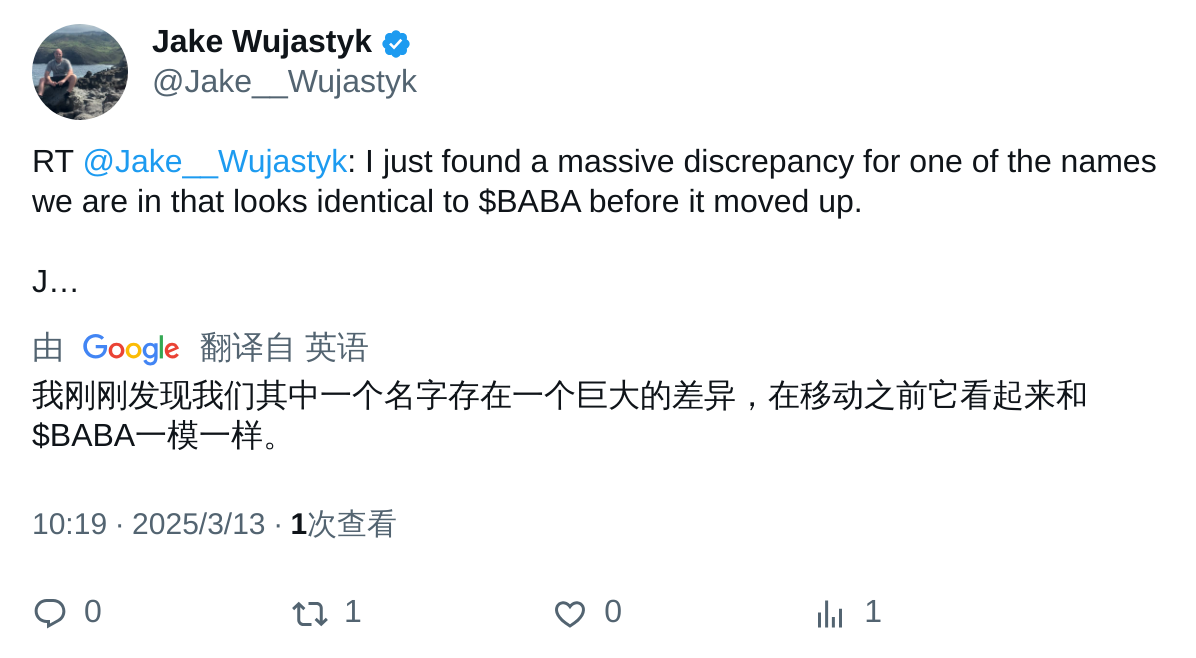 Jake Wujastyk
@Jake__Wujastyk
RT @Jake__Wujastyk: I just found a massive discrepancy for one of the names
we are in that looks identical to $BABA before it moved up.
J…
由 Google 翻译自 英语
我刚刚发现我们其中一个名字存在一个巨大的差异，在移动之前它看起来和
$BABA一模一样。
10:19 · 2025/3/13 · 1次查看
0 1 0 1